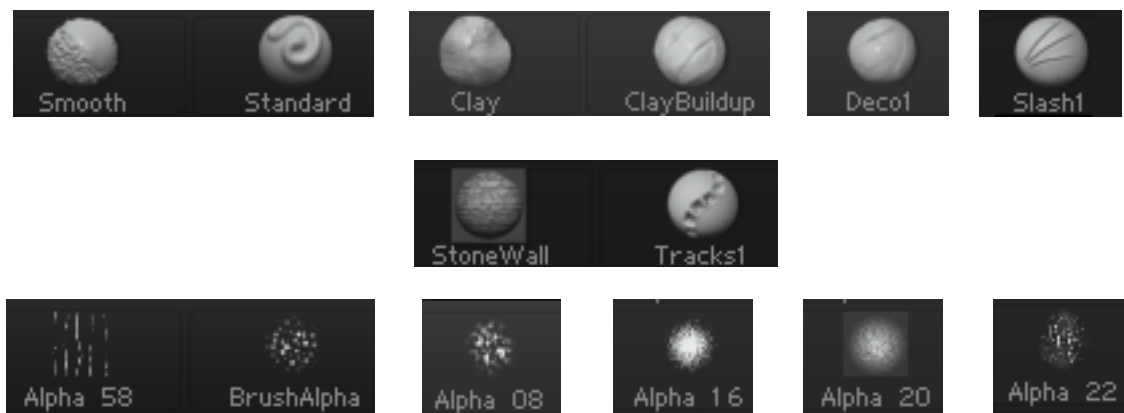 Smooth Standard Clay ClayBuildup Deco1 Slash1
StoneWall Tracks1
Alpha 58 BrushAlpha Alpha 08 Alpha 16 Alpha 20 Alpha 22